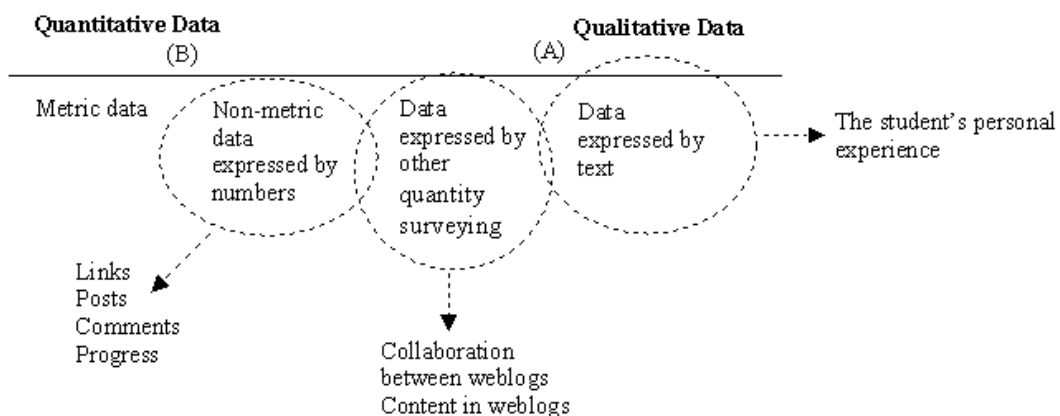 Quantitative Data
Qualitative Data
(B)
(A)
Metric data
Non-metric
data
expressed by
numbers
Data
expressed by
other
quantity
surveying
Data
expressed by
text
The student's personal
experience
Links
Posts
Comments
Progress
Collaboration
between weblogs
Content in weblogs